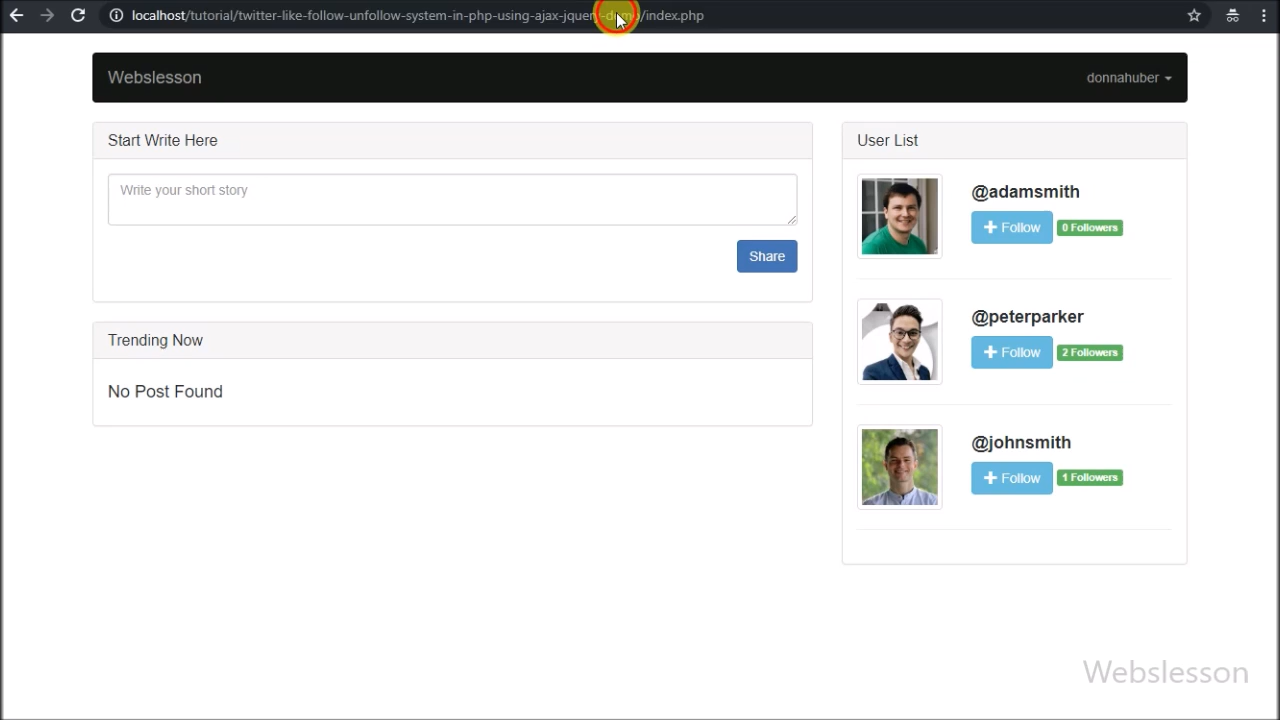 localhost/tutorial/twitter-like-follow-unfollow-system-in-php-using-ajax-jquery-demo/index.php
Webslesson
donnahuber
Start Write Here
Write your short story
Share
Trending Now
No Post Found
User List
@adamsmith
Follow 0 Followers
@peterparker
Follow 2 Followers
@johnsmith
Follow 1 Followers
Webslesson